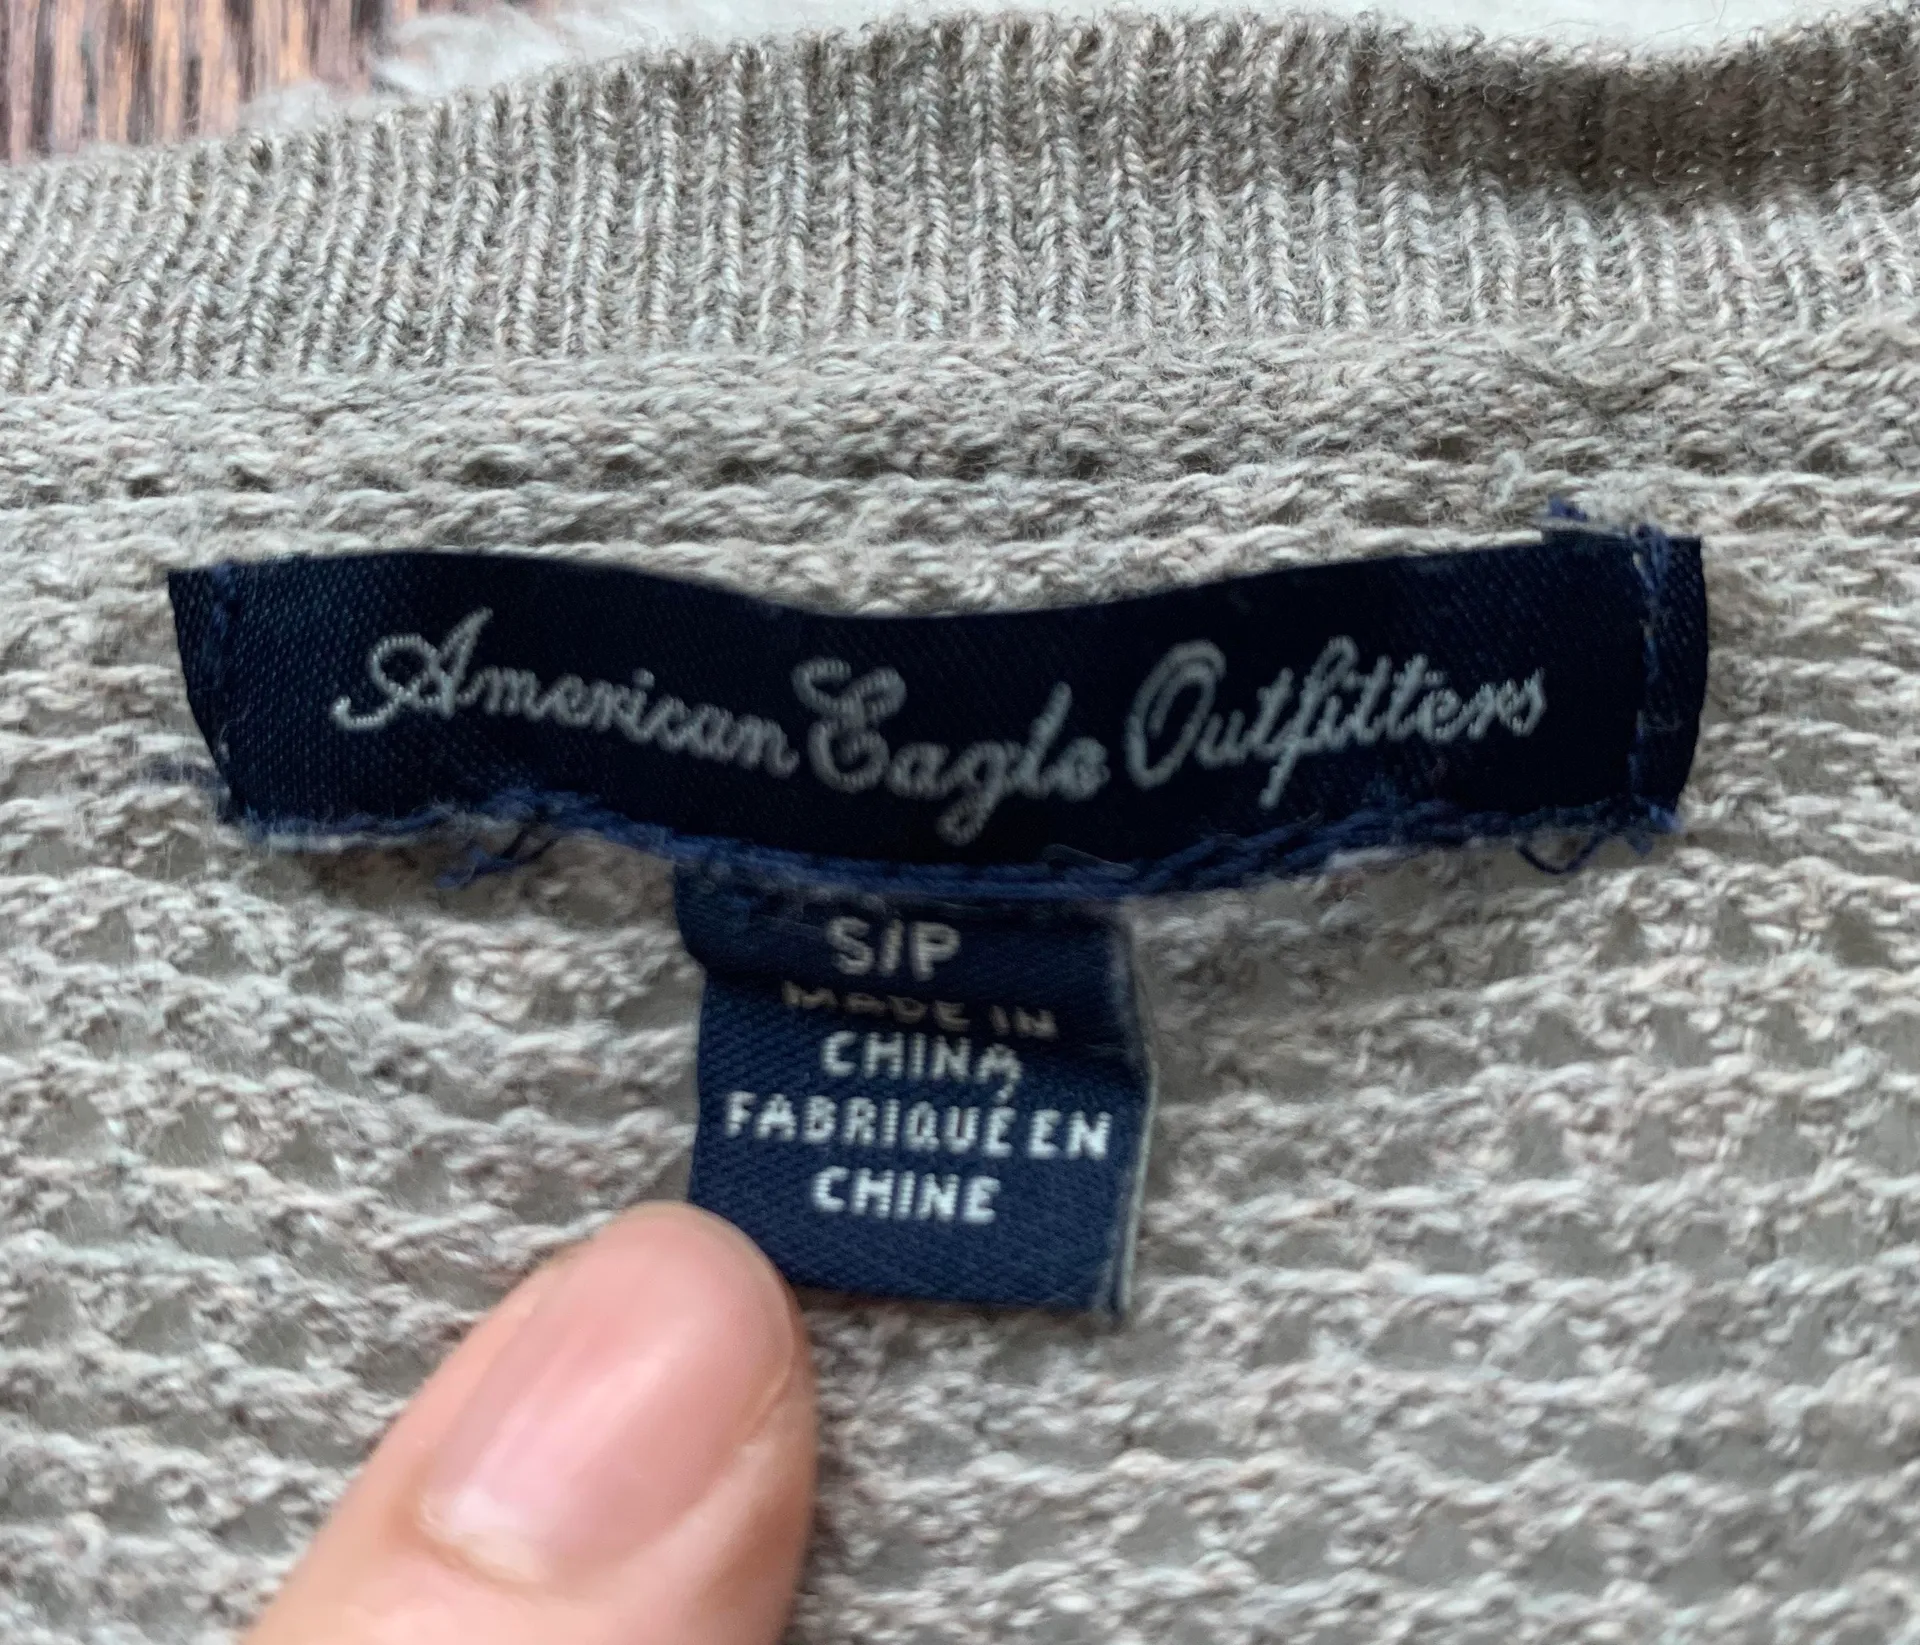 American Eagle Outfitters
S/P
MADE IN
CHINA
FABRIQUÉ EN
CHINE